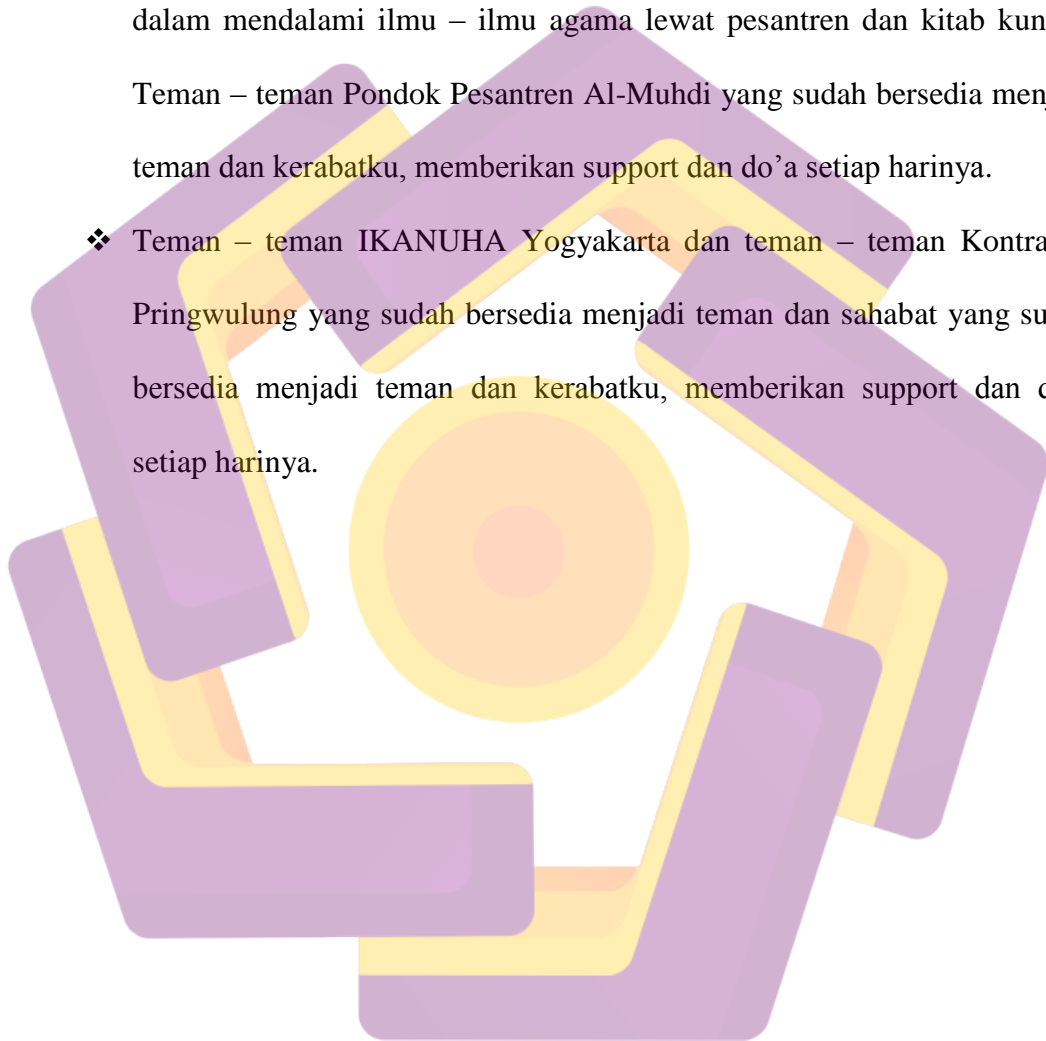 dalam mendalami ilmu – ilmu agama lewat pesantren dan kitab kun
Teman – teman Pondok Pesantren Al-Muhdi yang sudah bersedia men
teman dan kerabatku, memberikan support dan do’a setiap harinya.
❖ Teman – teman IKANUHA Yogyakarta dan teman – teman Kontra
Pringwulung yang sudah bersedia menjadi teman dan sahabat yang su
bersedia menjadi teman dan kerabatku, memberikan support dan
setiap harinya.